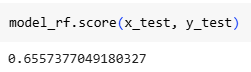 model_rf.score(x_test, y_test)
0.6557377049180327